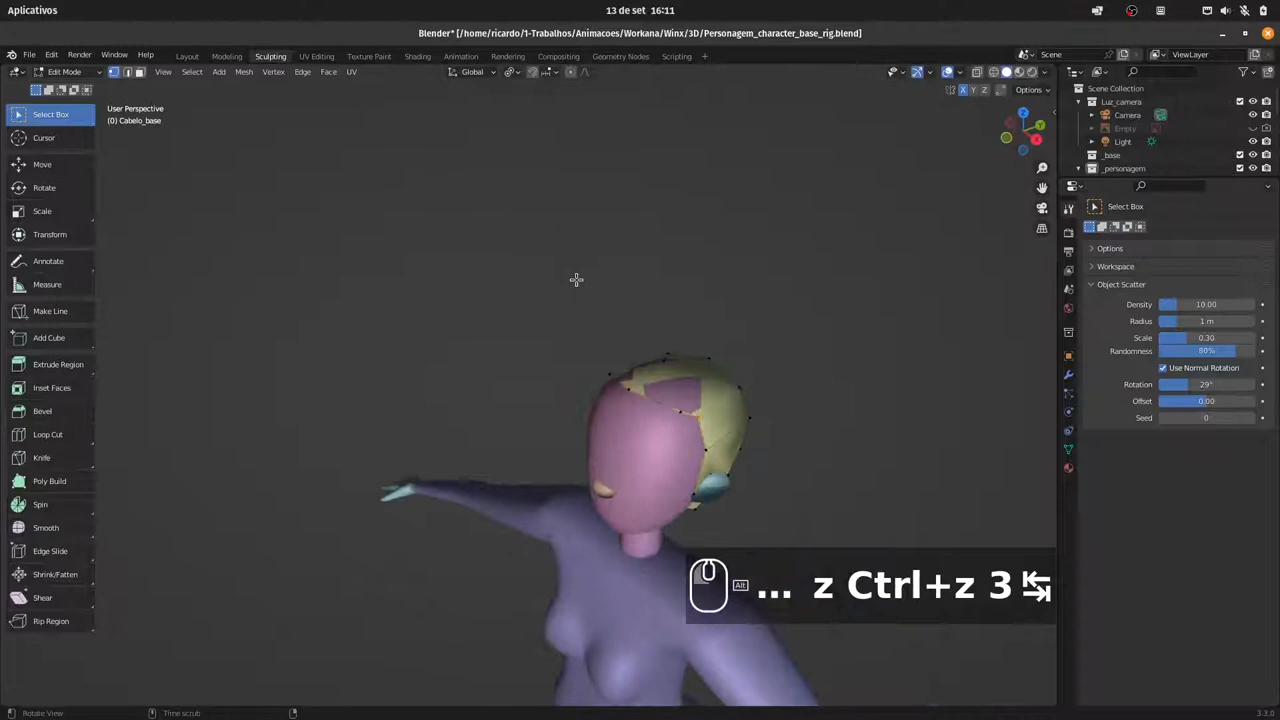 Aplicativos
13 de set 16:11
Blender* [/home/ricardo/1-Trabalhos/Animacoes/Workana/Winx/3D/Personagem_character_base_rig.blend]
File Edit Render Window Help
Layout Modeling Sculpting UV Editing Texture Paint Shading Animation Rendering Compositing Geometry Nodes Scripting +
Scene
ViewLayer
Edit Mode
View Select Add Mesh Vertex Edge Face UV
Global
X Y Z
Options
User Perspective
(0) Cabelo_base
Select Box
Cursor
Move
Rotate
Scale
Transform
Annotate
Measure
Make Line
Add Cube
Extrude Region
Inset Faces
Bevel
Loop Cut
Knife
Poly Build
Spin
Smooth
Edge Slide
Shrink/Fatten
Shear
Rip Region
Z
Y
X
Scene Collection
Luz_camera
Camera
Empty
Light
_base
_personagem
Select Box
Options
Workspace
Object Scatter
Density 10.00
Radius 1 m
Scale 0.30
Randomness 80%
Use Normal Rotation
Rotation 29°
Offset 0.00
Seed 0
Alt ... z Ctrl+z 3
Rotate View
Time scrub
3.3.0